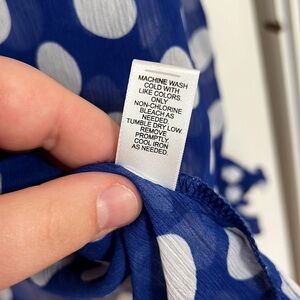 MACHINE WASH
COLD WITH
LIKE COLORS.
ONLY
NON-CHLORINE
BLEACH AS
NEEDED.
TUMBLE DRY LOW.
REMOVE
PROMPTLY.
COOL IRON
AS NEEDED.